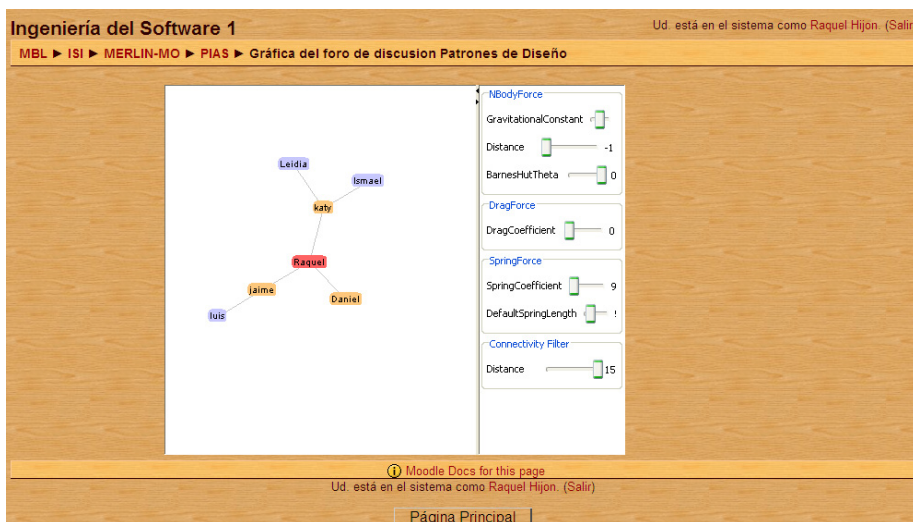 Ingeniería del Software 1
Ud. está en el sistema como Raquel Hijón. (Salir
MBL ► ISI ► MERLIN-MO ► PIAS ► Gráfica del foro de discusion Patrones de Diseño
Leidia
Ismael
katy
Raquel
jaime
Daniel
luis
NBodyForce
GravitationalConstant
Distance -1
BarnesHutTheta 0
DragForce
DragCoefficient 0
SpringForce
SpringCoefficient 9
DefaultSpringLength
Connectivity Filter
Distance 15
Moodle Docs for this page
Ud. está en el sistema como Raquel Hijon. (Salir)
Página Principal